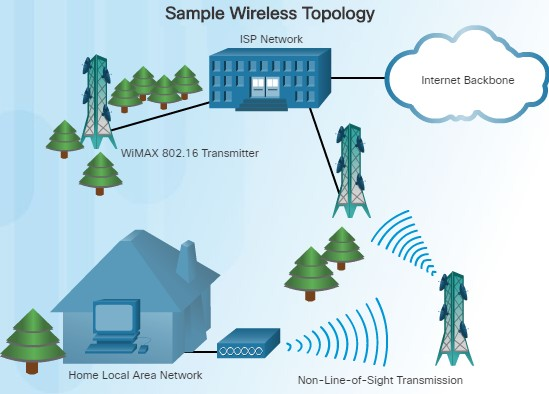 Sample Wireless Topology
ISP Network
Internet Backbone
WiMAX 802.16 Transmitter
Home Local Area Network
Non-Line-of-Sight Transmission